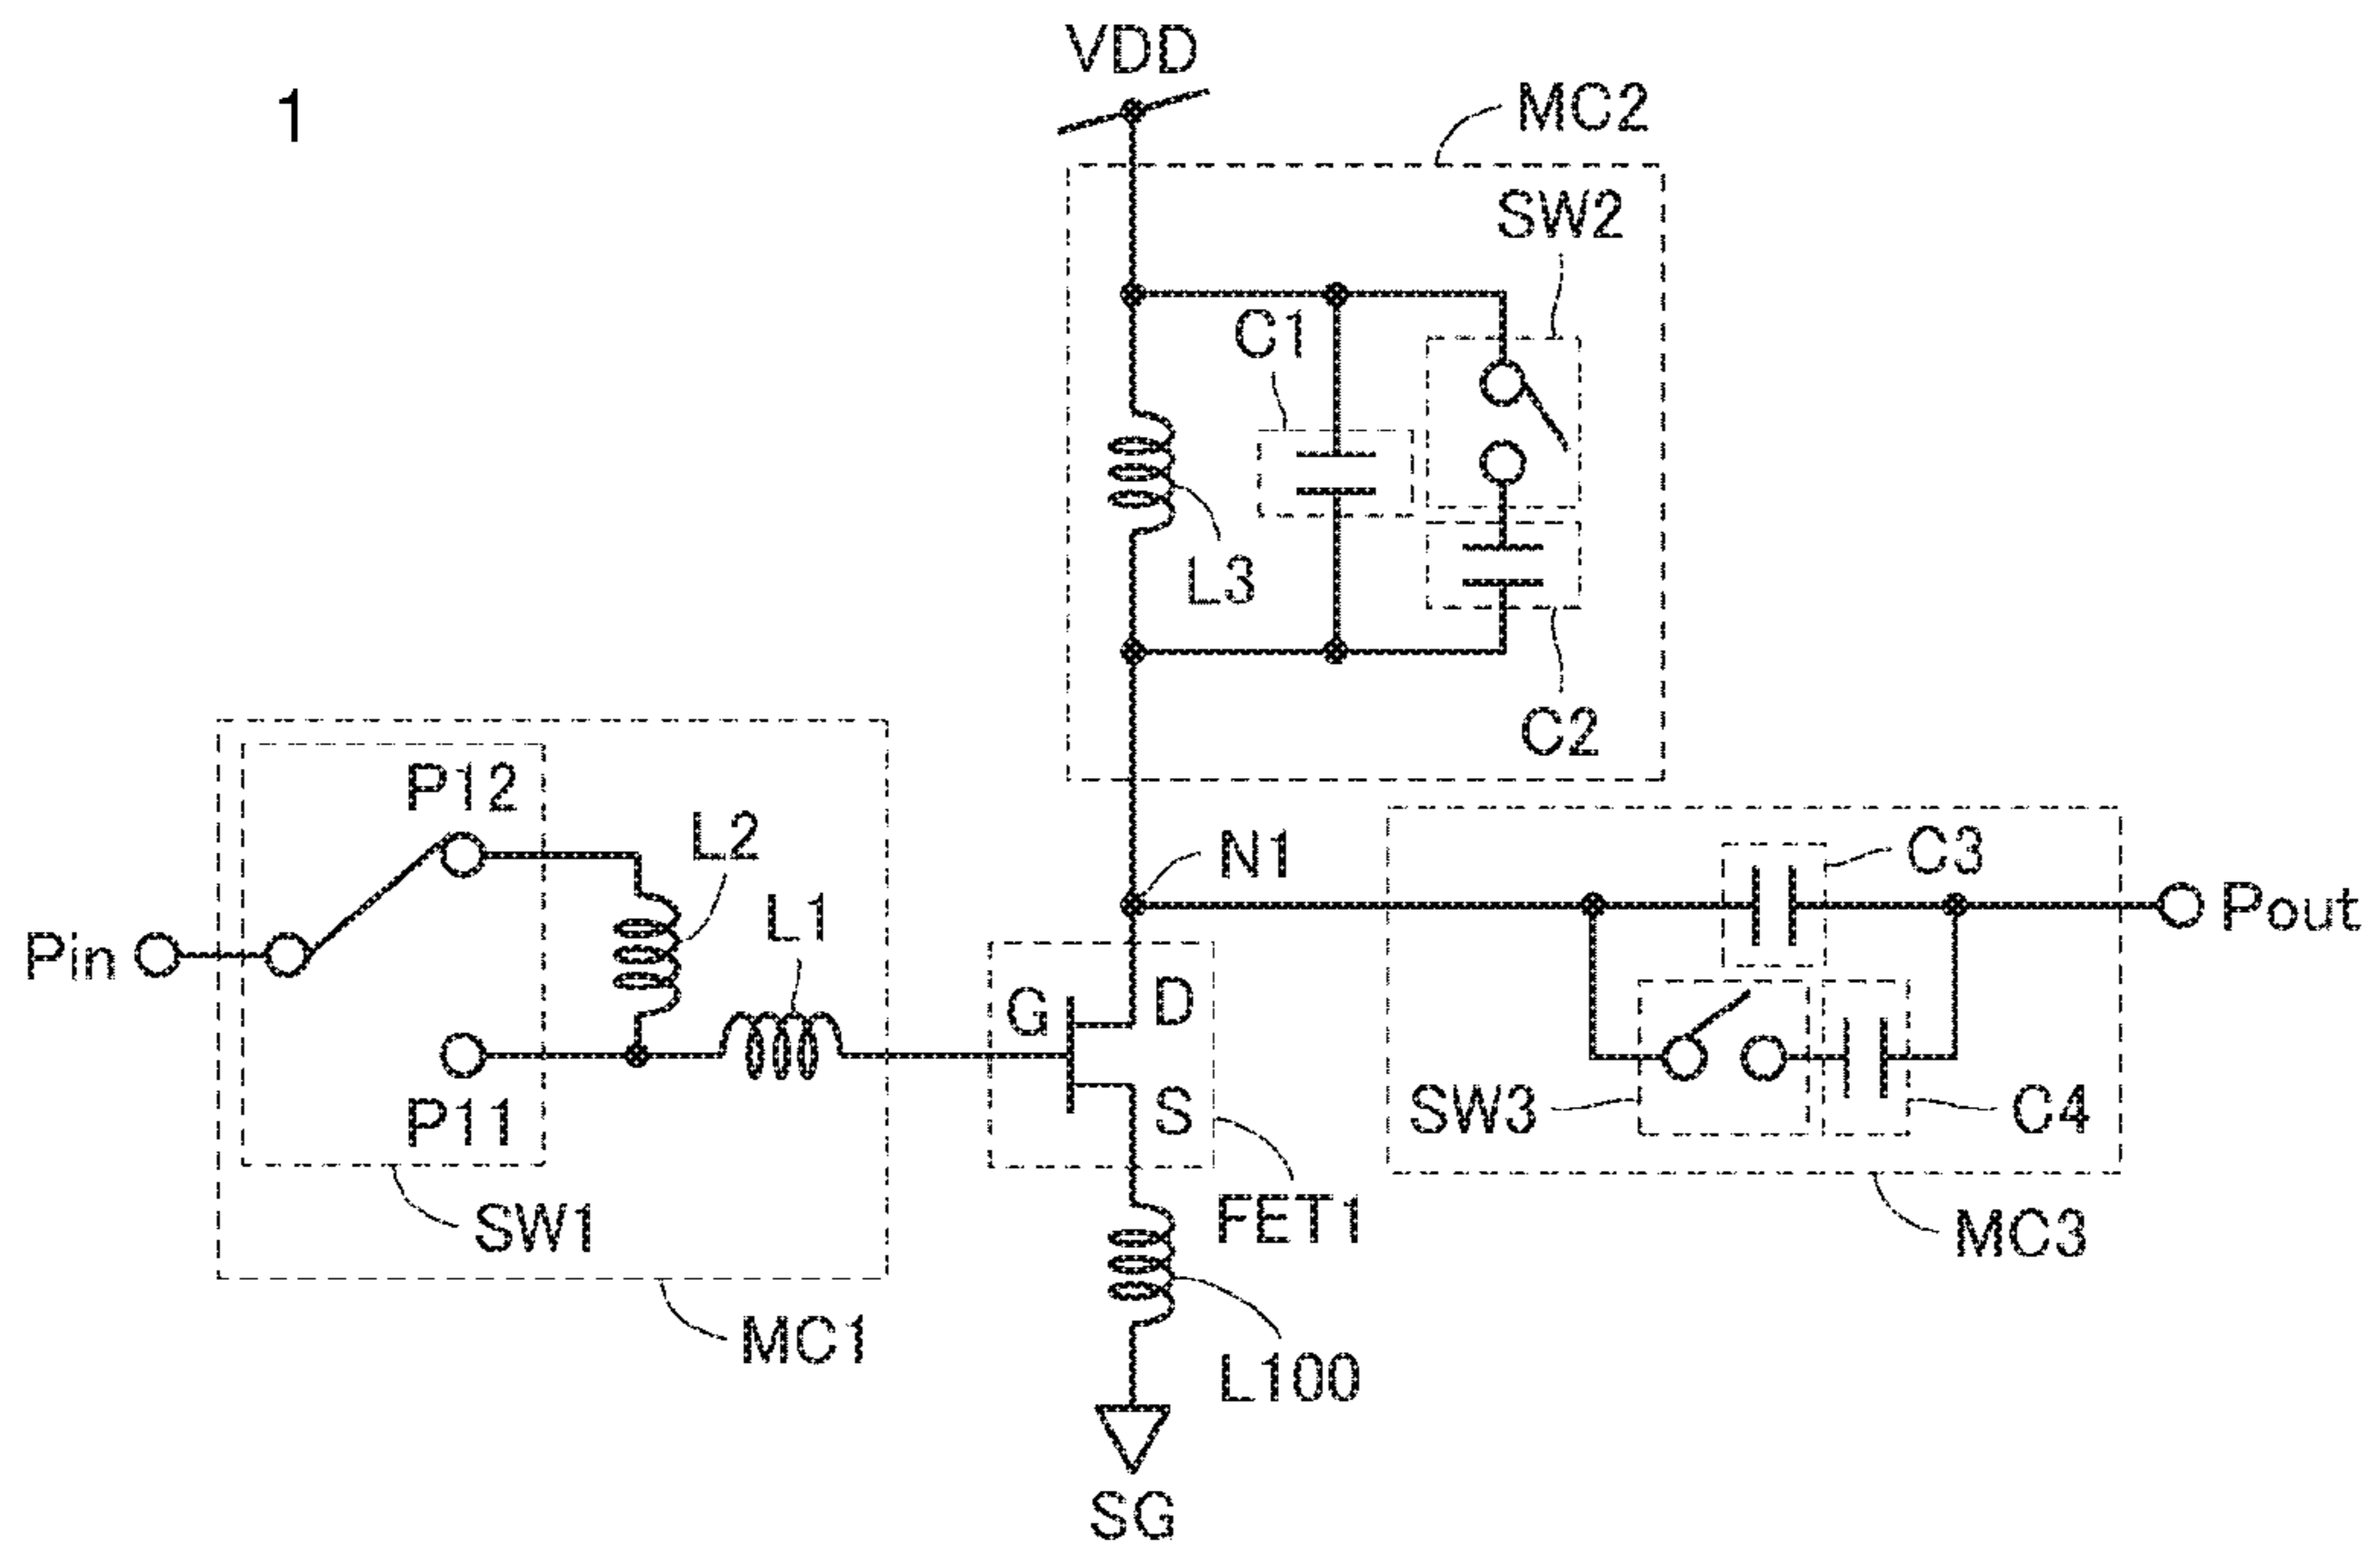 VDD
1
MC2
SW2
C1
L3
C2
P12
L2
N1
C3
L1
Pin
Pout
G
D
P11
S
SW3
C4
SW1
FET1
MC3
MC1
L100
SG